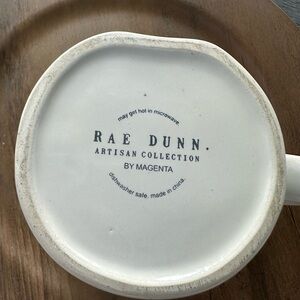 may get hot in microwave
RAE DUNN.
ARTISAN COLLECTION
BY MAGENTA
dishwasher safe. made in china.